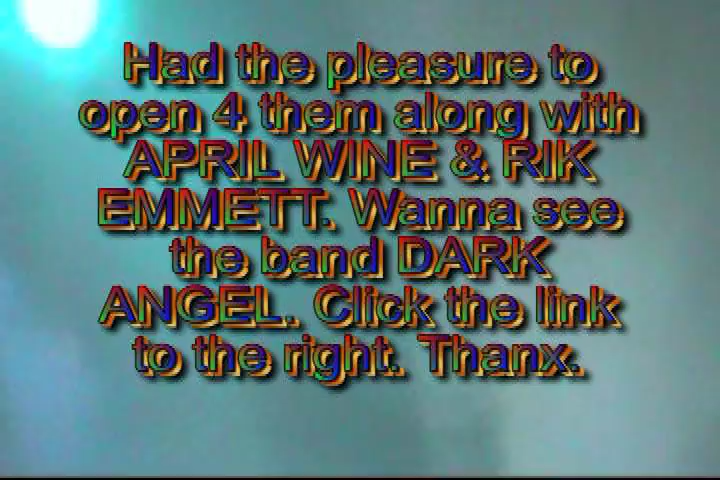 Had the pleasure to
open 4 them along with
APRIL WINE & RIK
EMMETT. Wanna see
the band DARK
ANGEL. Click the link
to the right. Thanx.